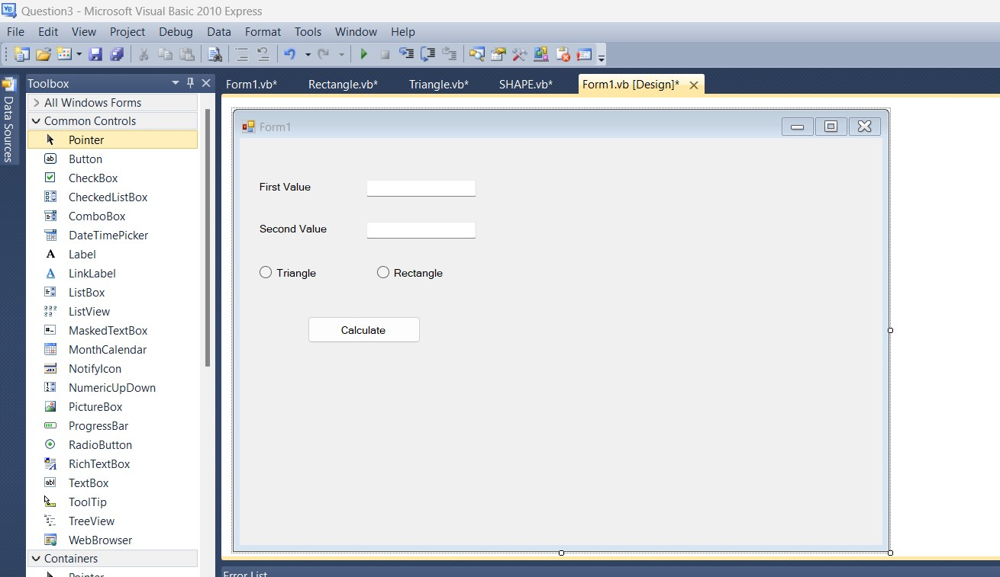 Question3 - Microsoft Visual Basic 2010 Express
File Edit View Project Debug Data Format Tools Window Help
Data Sources
Toolbox
Form1.vb* Rectangle.vb* Triangle.vb* SHAPE.vb* Form1.vb [Design]*
All Windows Forms
Common Controls
Pointer
Button
CheckBox
CheckedListBox
ComboBox
DateTimePicker
Label
LinkLabel
ListBox
ListView
MaskedTextBox
MonthCalendar
NotifyIcon
NumericUpDown
PictureBox
ProgressBar
RadioButton
RichTextBox
TextBox
ToolTip
TreeView
WebBrowser
Containers
Pointer
Form1
First Value
Second Value
Triangle Rectangle
Calculate
Error List